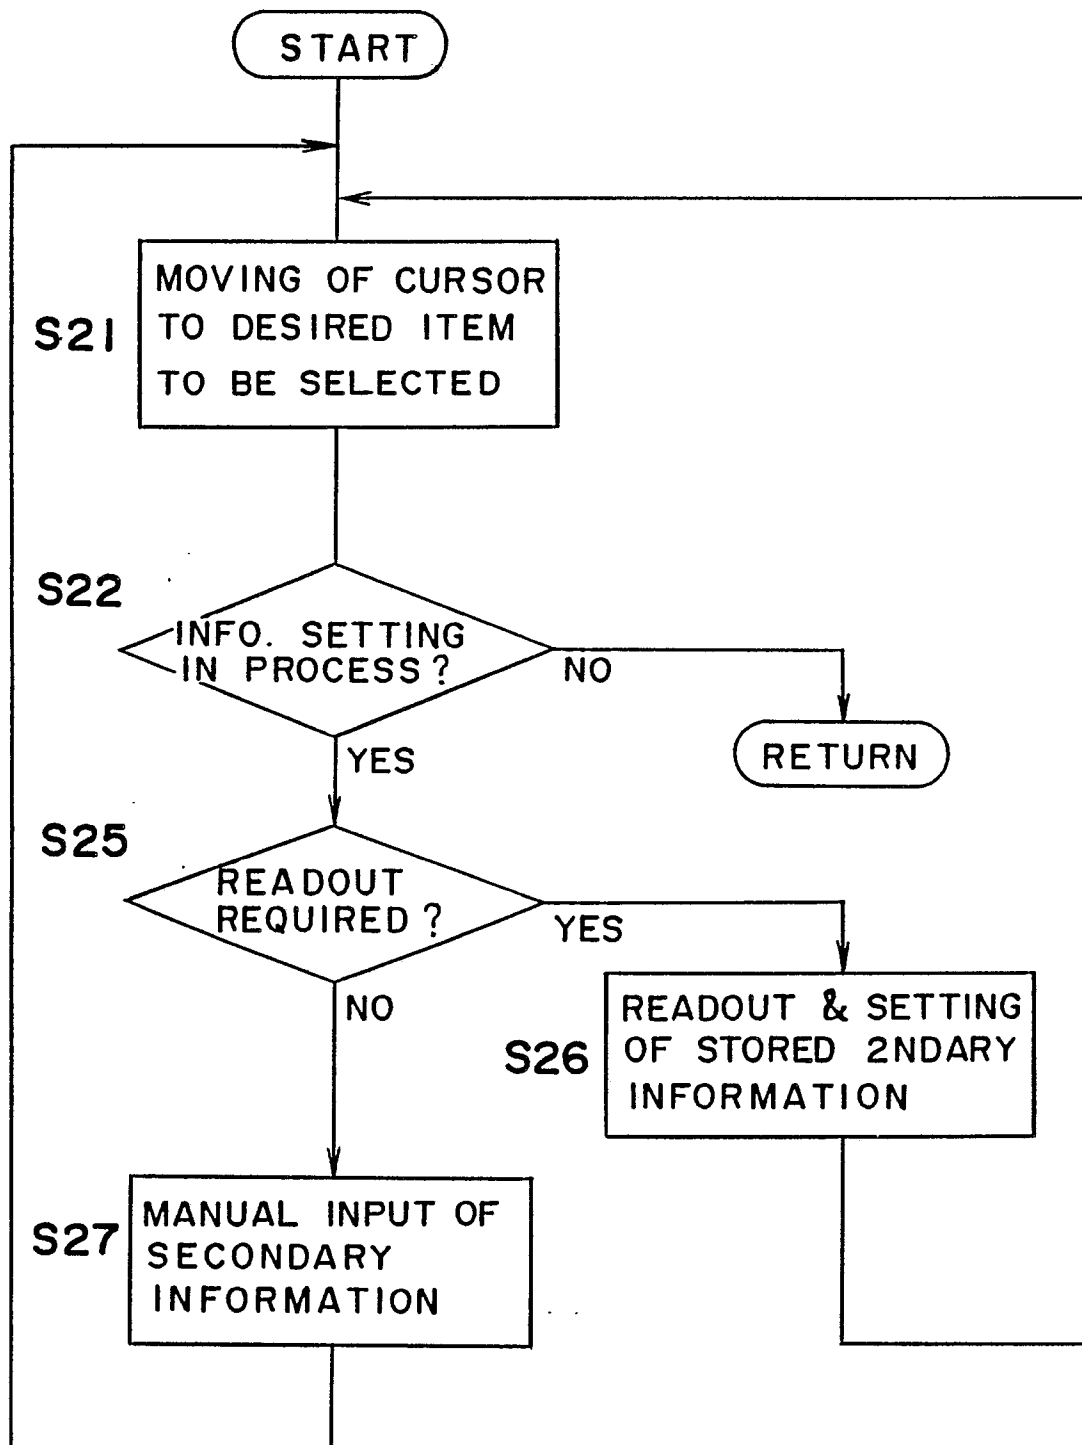 START
S21
MOVING OF CURSOR
TO DESIRED ITEM
TO BE SELECTED
S22
INFO. SETTING
IN PROCESS?
NO
RETURN
YES
S25
READOUT
REQUIRED?
YES
NO
S26
READOUT & SETTING
OF STORED 2NDARY
INFORMATION
S27
MANUAL INPUT OF
SECONDARY
INFORMATION